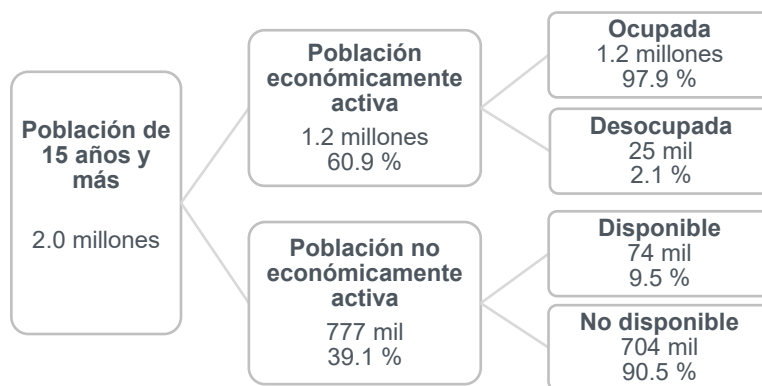 Población de
15 años y
más
2.0 millones
Población
económicamente
activa
1.2 millones
60.9 %
Población no
económicamente
activa
777 mil
39.1 %
Ocupada
1.2 millones
97.9 %
Desocupada
25 mil
2.1 %
Disponible
74 mil
9.5 %
No disponible
704 mil
90.5 %